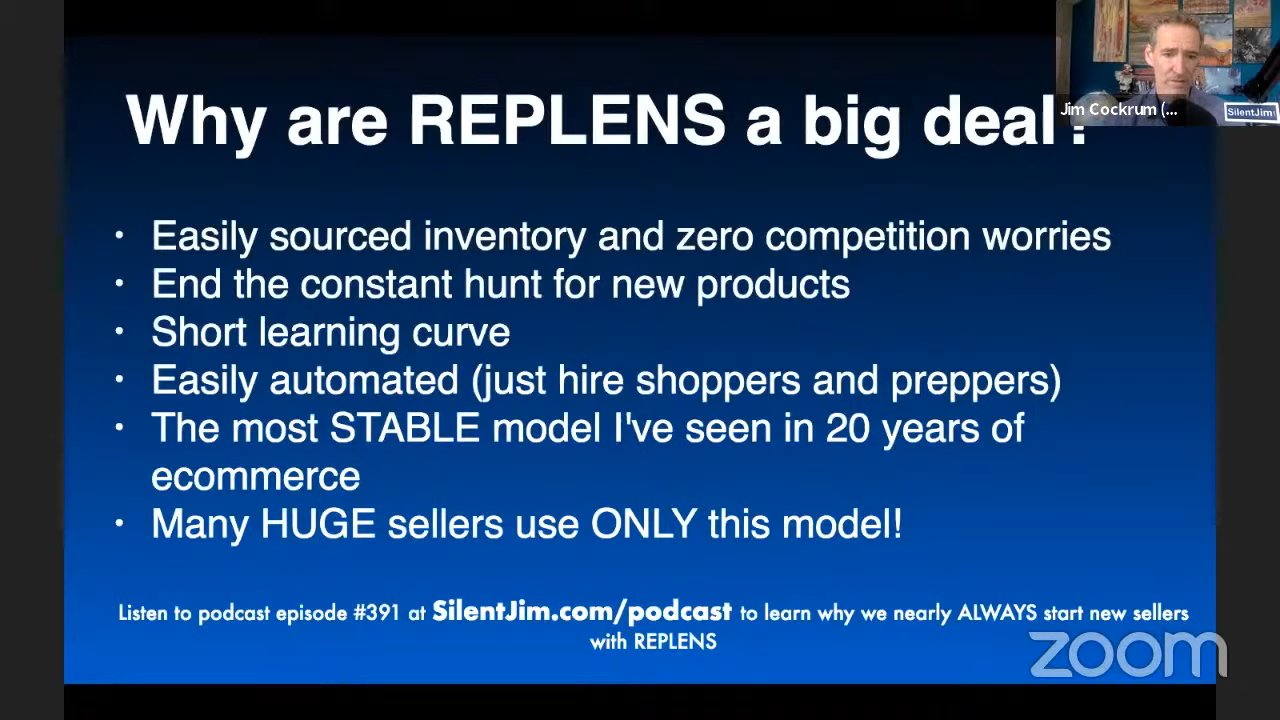 Why are REPLENS a big deal?
Jim Cockrum (...
SilentJim
• Easily sourced inventory and zero competition worries
• End the constant hunt for new products
• Short learning curve
• Easily automated (just hire shoppers and preppers)
• The most STABLE model I've seen in 20 years of
ecommerce
• Many HUGE sellers use ONLY this model!
Listen to podcast episode #391 at SilentJim.com/podcast to learn why we nearly ALWAYS start new sellers
with REPLENS
zoom